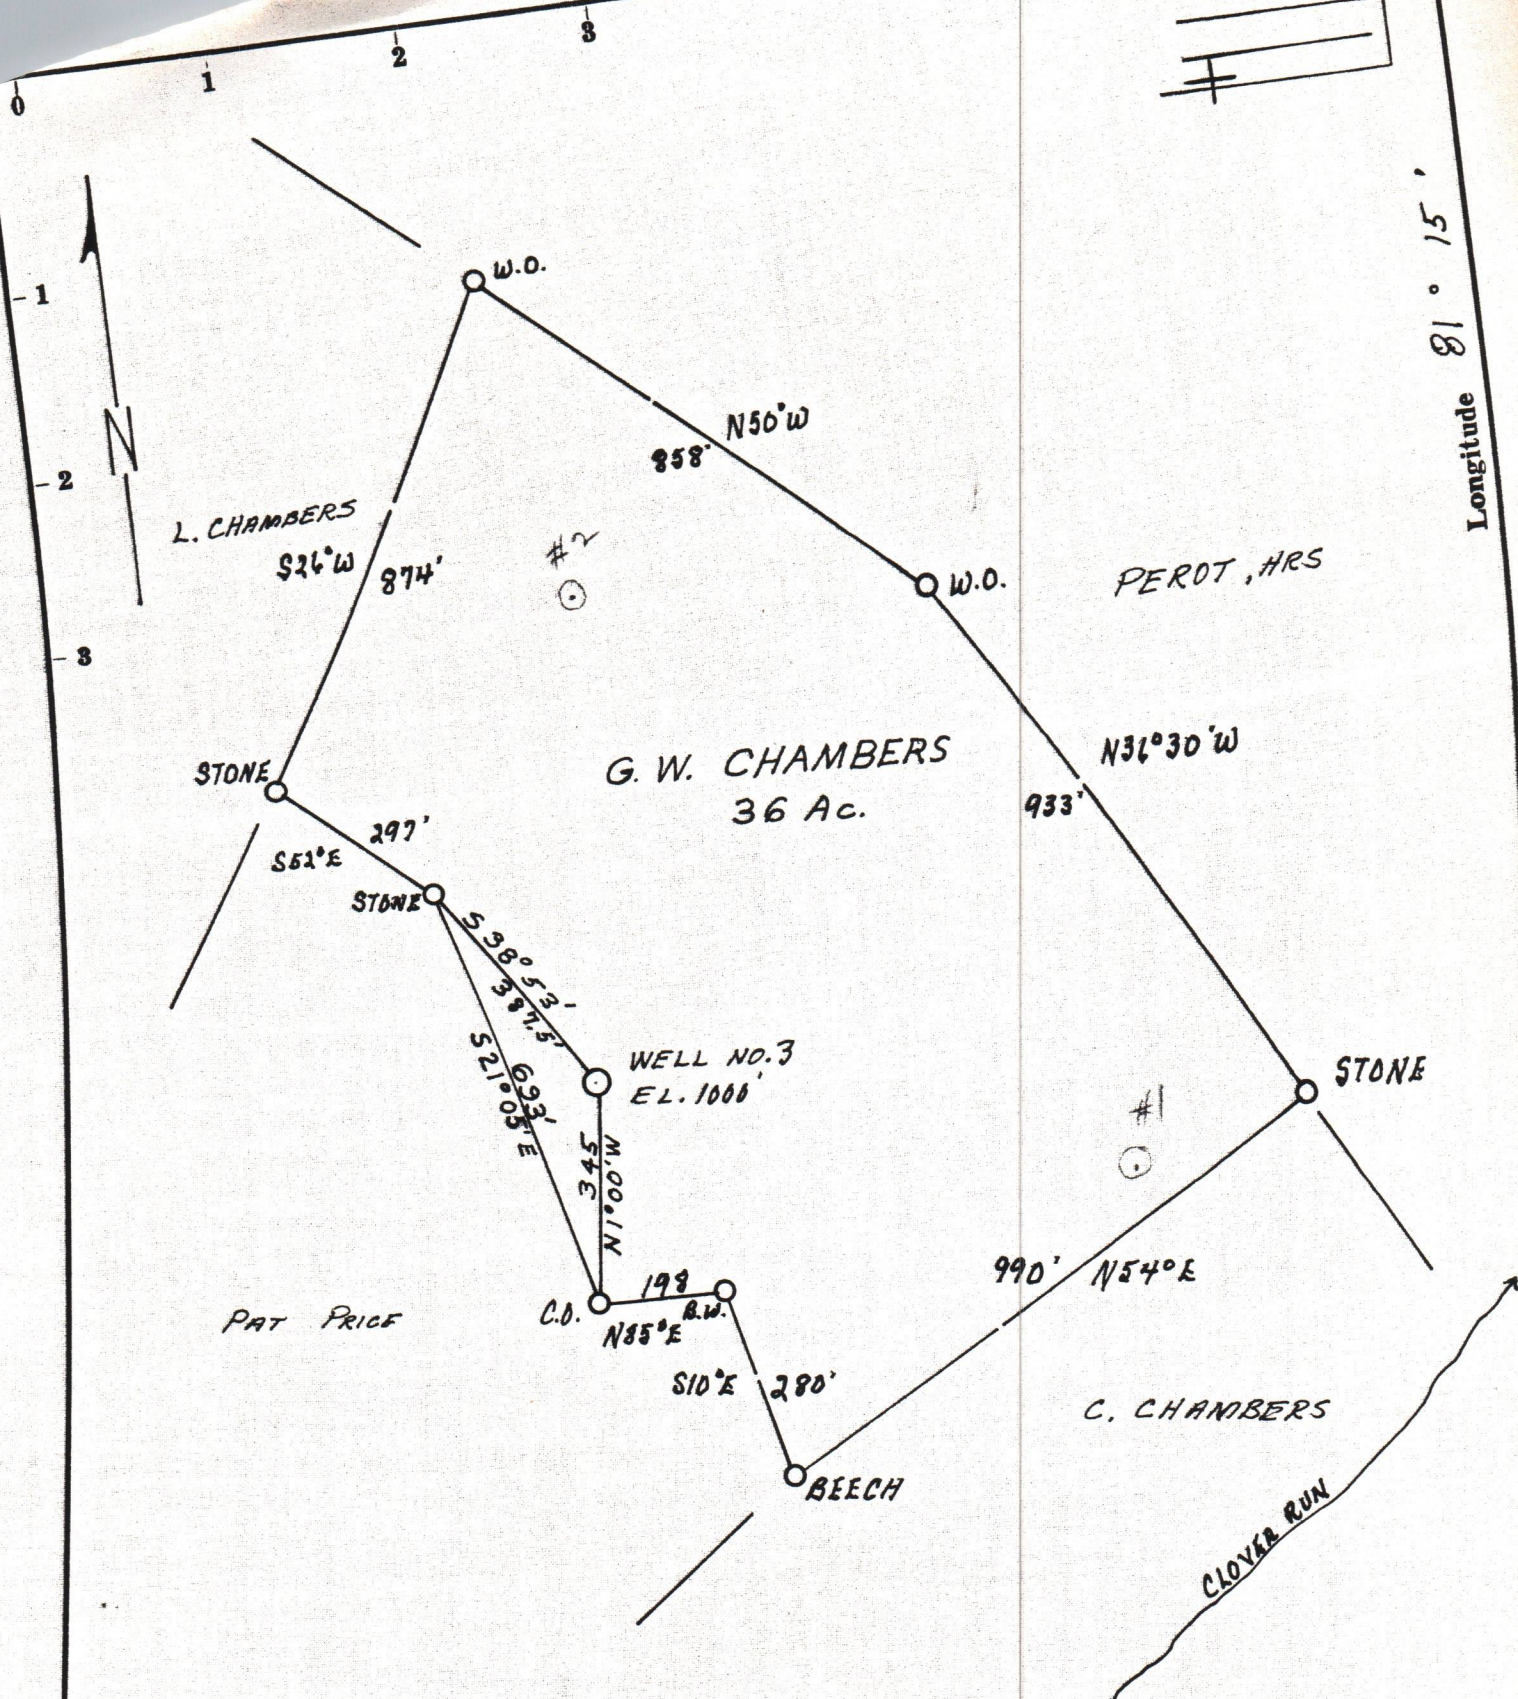 0
1
2
3
1
2
3
N
W.O.
N50°W
858'
L. CHAMBERS
S26°W
874'
#2
W.O.
PEROT, HRS
Longitude 81° 15'
G. W. CHAMBERS
36 Ac.
N36°30'W
933'
STONE
297'
S52°E
STONE
S 38° 53'
387.5'
S21°05'E
693'
WELL NO. 3
EL. 1000'
345
N1°00'W
#1
STONE
PAT PRICE
C.O.
198
B.W.
N85°E
S10°E
280'
990'
N54°E
BEECH
C. CHAMBERS
CLOVER RUN